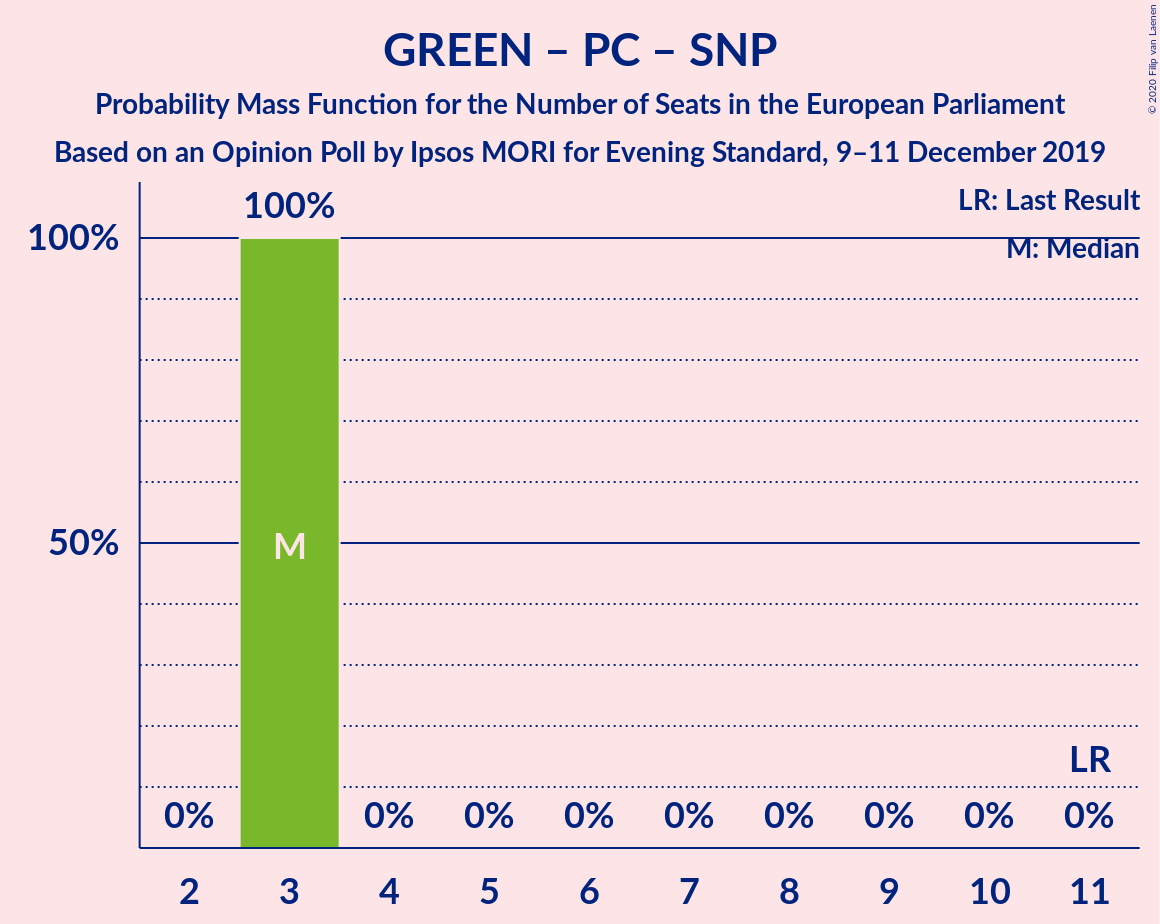 GREEN – PC – SNP
Probability Mass Function for the Number of Seats in the European Parliament
Based on an Opinion Poll by Ipsos MORI for Evening Standard, 9–11 December 2019
© 2020 Filip van Laenen
LR: Last Result
M: Median
100%
100%
50%
M
LR
0% 0% 0% 0% 0% 0% 0% 0% 0%
2 3 4 5 6 7 8 9 10 11